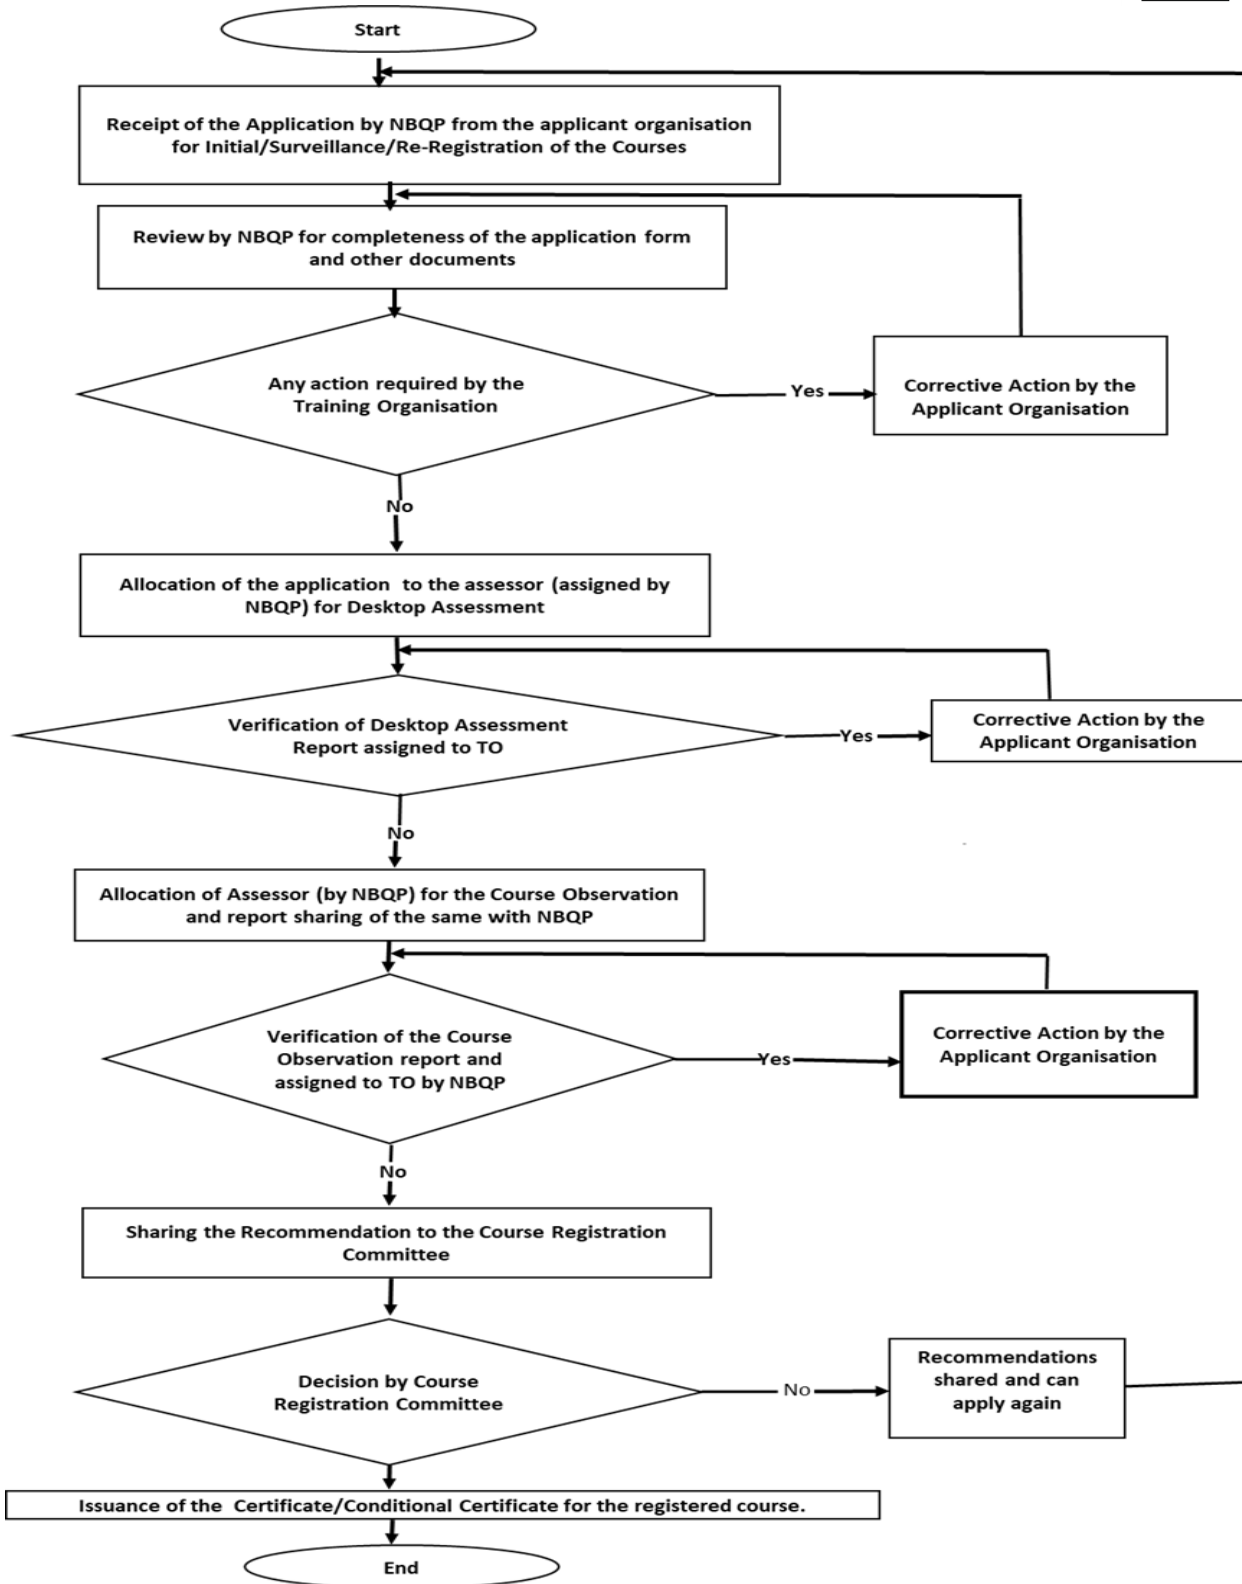 Start
Receipt of the Application by NBQP from the applicant organisation
for Initial/Surveillance/Re-Registration of the Courses
Review by NBQP for completeness of the application form
and other documents
Any action required by the
Training Organisation
Yes
Corrective Action by the
Applicant Organisation
No
Allocation of the application to the assessor (assigned by
NBQP) for Desktop Assessment
Verification of Desktop Assessment
Report assigned to TO
Yes
Corrective Action by the
Applicant Organisation
No
Allocation of Assessor (by NBQP) for the Course Observation
and report sharing of the same with NBQP
Verification of the Course
Observation report and
assigned to TO by NBQP
Yes
Corrective Action by the
Applicant Organisation
No
Sharing the Recommendation to the Course Registration
Committee
Decision by Course
Registration Committee
No
Recommendations
shared and can
apply again
Issuance of the Certificate/Conditional Certificate for the registered course.
End